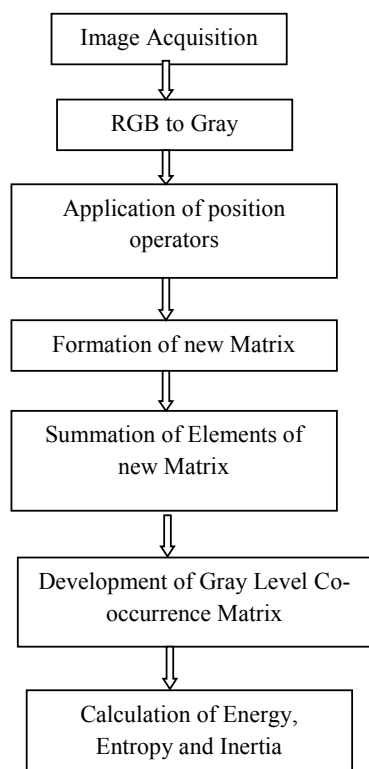 Image Acquisition
RGB to Gray
Application of position
operators
Formation of new Matrix
Summation of Elements of
new Matrix
Development of Gray Level Co-
occurrence Matrix
Calculation of Energy,
Entropy and Inertia